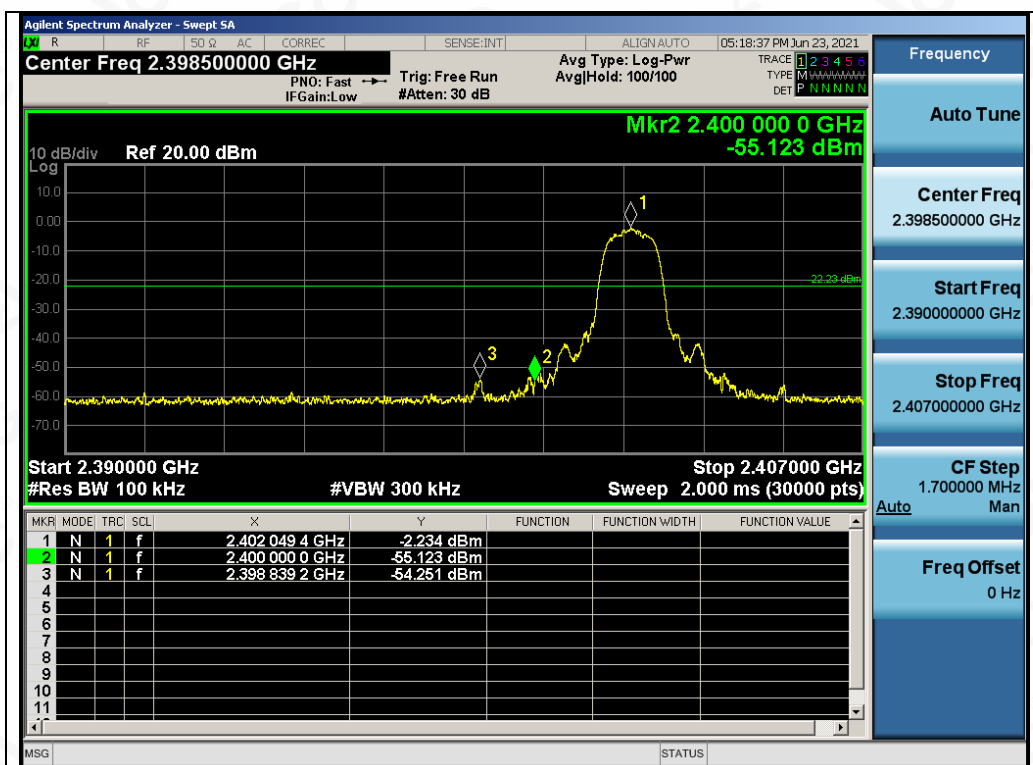 Agilent Spectrum Analyzer - Swept SA
LXI R RF 50 Ω AC CORREC SENSE:INT ALIGN AUTO 05:18:37 PM Jun 23, 2021
Center Freq 2.398500000 GHz
PNO: Fast
IFGain:Low
Trig: Free Run
#Atten: 30 dB
Avg Type: Log-Pwr
Avg|Hold: 100/100
TRACE 1 2 3 4 5 6
TYPE M
DET P N N N N N
Mkr2 2.400 000 0 GHz
-55.123 dBm
10 dB/div Ref 20.00 dBm
Log
10.0
0.00
-10.0
-20.0
-30.0
-40.0
-50.0
-60.0
-70.0
1
-22.23 dBm
3
2
Start 2.390000 GHz Stop 2.407000 GHz
#Res BW 100 kHz #VBW 300 kHz Sweep 2.000 ms (30000 pts)
MKR MODE TRC SCL X Y FUNCTION FUNCTION WIDTH FUNCTION VALUE
1 N 1 f 2.402 049 4 GHz -2.234 dBm
2 N 1 f 2.400 000 0 GHz -55.123 dBm
3 N 1 f 2.398 839 2 GHz -54.251 dBm
4
5
6
7
8
9
10
11
MSG STATUS
Frequency
Auto Tune
Center Freq
2.398500000 GHz
Start Freq
2.390000000 GHz
Stop Freq
2.407000000 GHz
CF Step
1.700000 MHz
Auto Man
Freq Offset
0 Hz